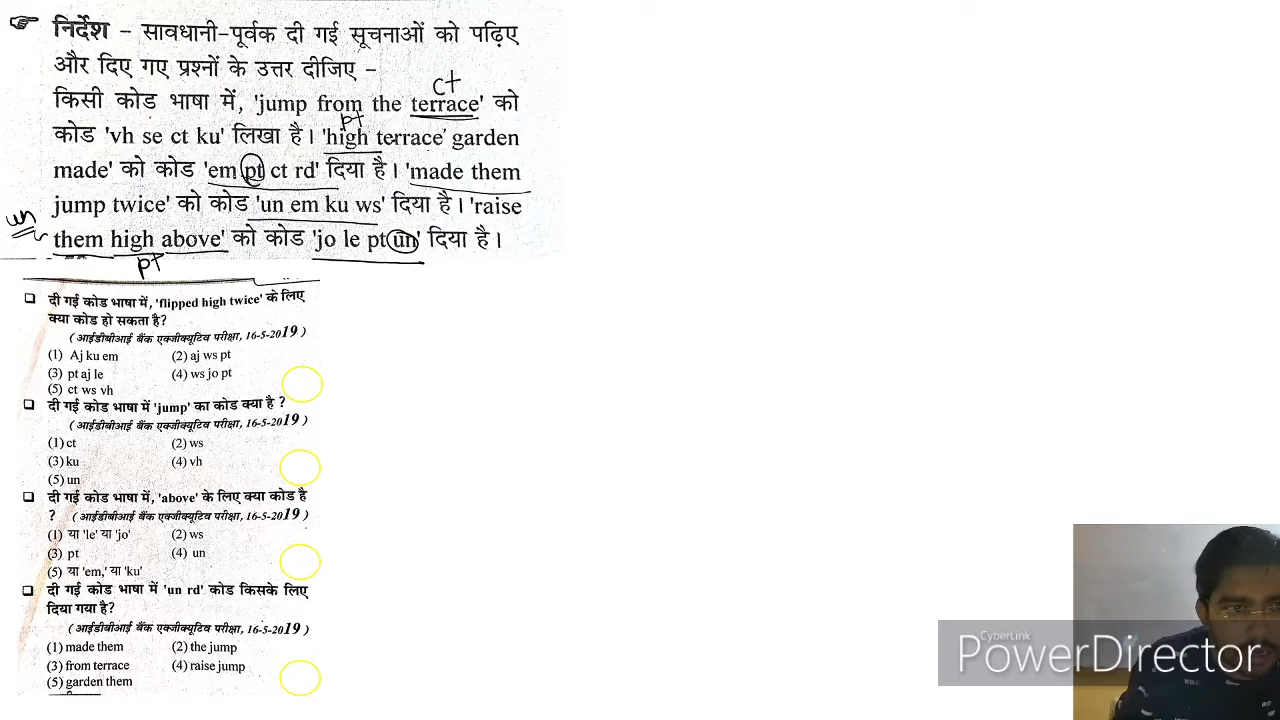 निर्देश – सावधानी-पूर्वक दी गई सूचनाओं को पढ़िए
और दिए गए प्रश्नों के उत्तर दीजिए –
ct
किसी कोड भाषा में, 'jump from the terrace' को
pt
कोड 'vh se ct ku' लिखा है। 'high terrace garden
made' को कोड 'em pt ct rd' दिया है। 'made them
jump twice' को कोड 'un em ku ws' दिया है। 'raise
un
them high above' को कोड 'jo le pt un' दिया है।
pt
❑ दी गई कोड भाषा में, 'flipped high twice' के लिए
क्या कोड हो सकता है?
(आईडीबीआई बैंक एक्जीक्यूटिव परीक्षा, 16-5-2019)
(1) Aj ku em (2) aj ws pt
(3) pt aj le (4) ws jo pt
(5) ct ws vh
❑ दी गई कोड भाषा में 'jump' का कोड क्या है ?
(आईडीबीआई बैंक एक्जीक्यूटिव परीक्षा, 16-5-2019)
(1) ct (2) ws
(3) ku (4) vh
(5) un
❑ दी गई कोड भाषा में, 'above' के लिए क्या कोड है
? (आईडीबीआई बैंक एक्जीक्यूटिव परीक्षा, 16-5-2019)
(1) या 'le' या 'jo' (2) ws
(3) pt (4) un
(5) या 'em,' या 'ku'
❑ दी गई कोड भाषा में 'un rd' कोड किसके लिए
दिया गया है?
(आईडीबीआई बैंक एक्जीक्यूटिव परीक्षा, 16-5-2019)
(1) made them (2) the jump
(3) from terrace (4) raise jump
(5) garden them
CyberLink
PowerDirector